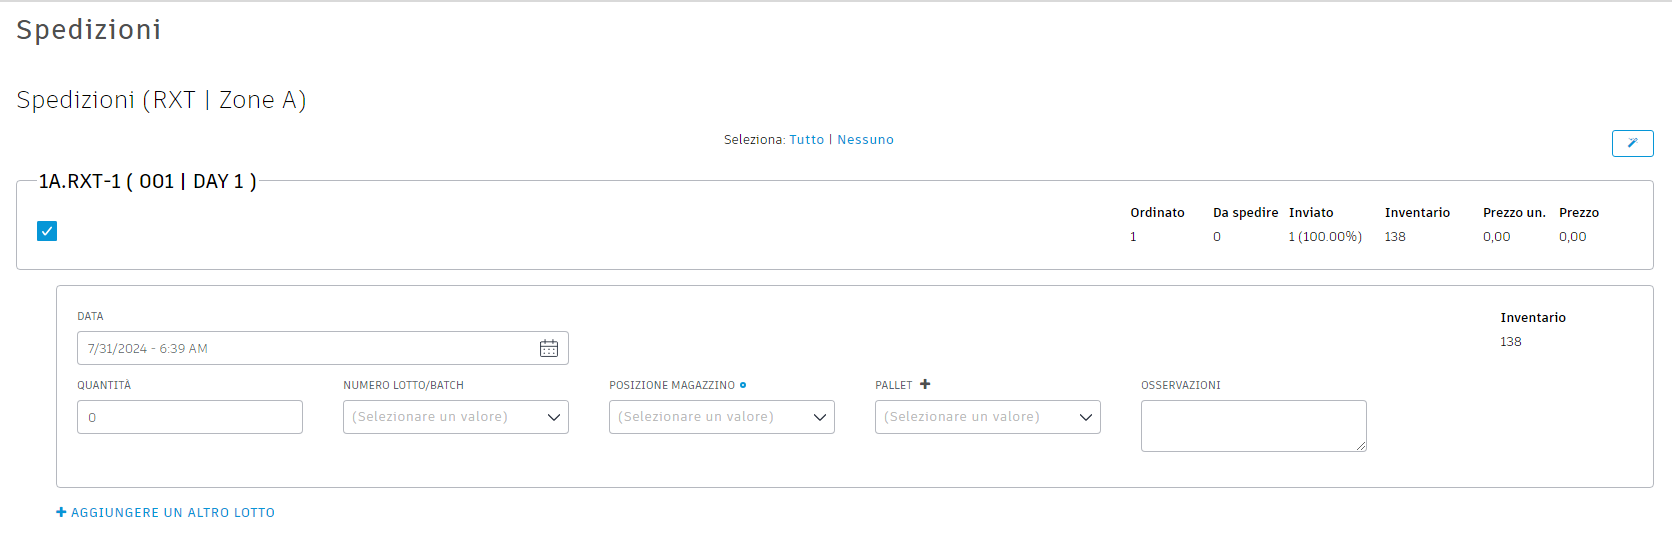 Spedizioni
Spedizioni (RXT | Zone A)
Seleziona: Tutto | Nessuno
1A.RXT-1 ( 001 | DAY 1 )
Ordinato Da spedire Inviato Inventario Prezzo un. Prezzo
1 0 1 (100.00%) 138 0,00 0,00
DATA
Inventario
7/31/2024 - 6:39 AM
138
QUANTITÀ NUMERO LOTTO/BATCH POSIZIONE MAGAZZINO PALLET OSSERVAZIONI
0 (Selezionare un valore) (Selezionare un valore) (Selezionare un valore)
AGGIUNGERE UN ALTRO LOTTO